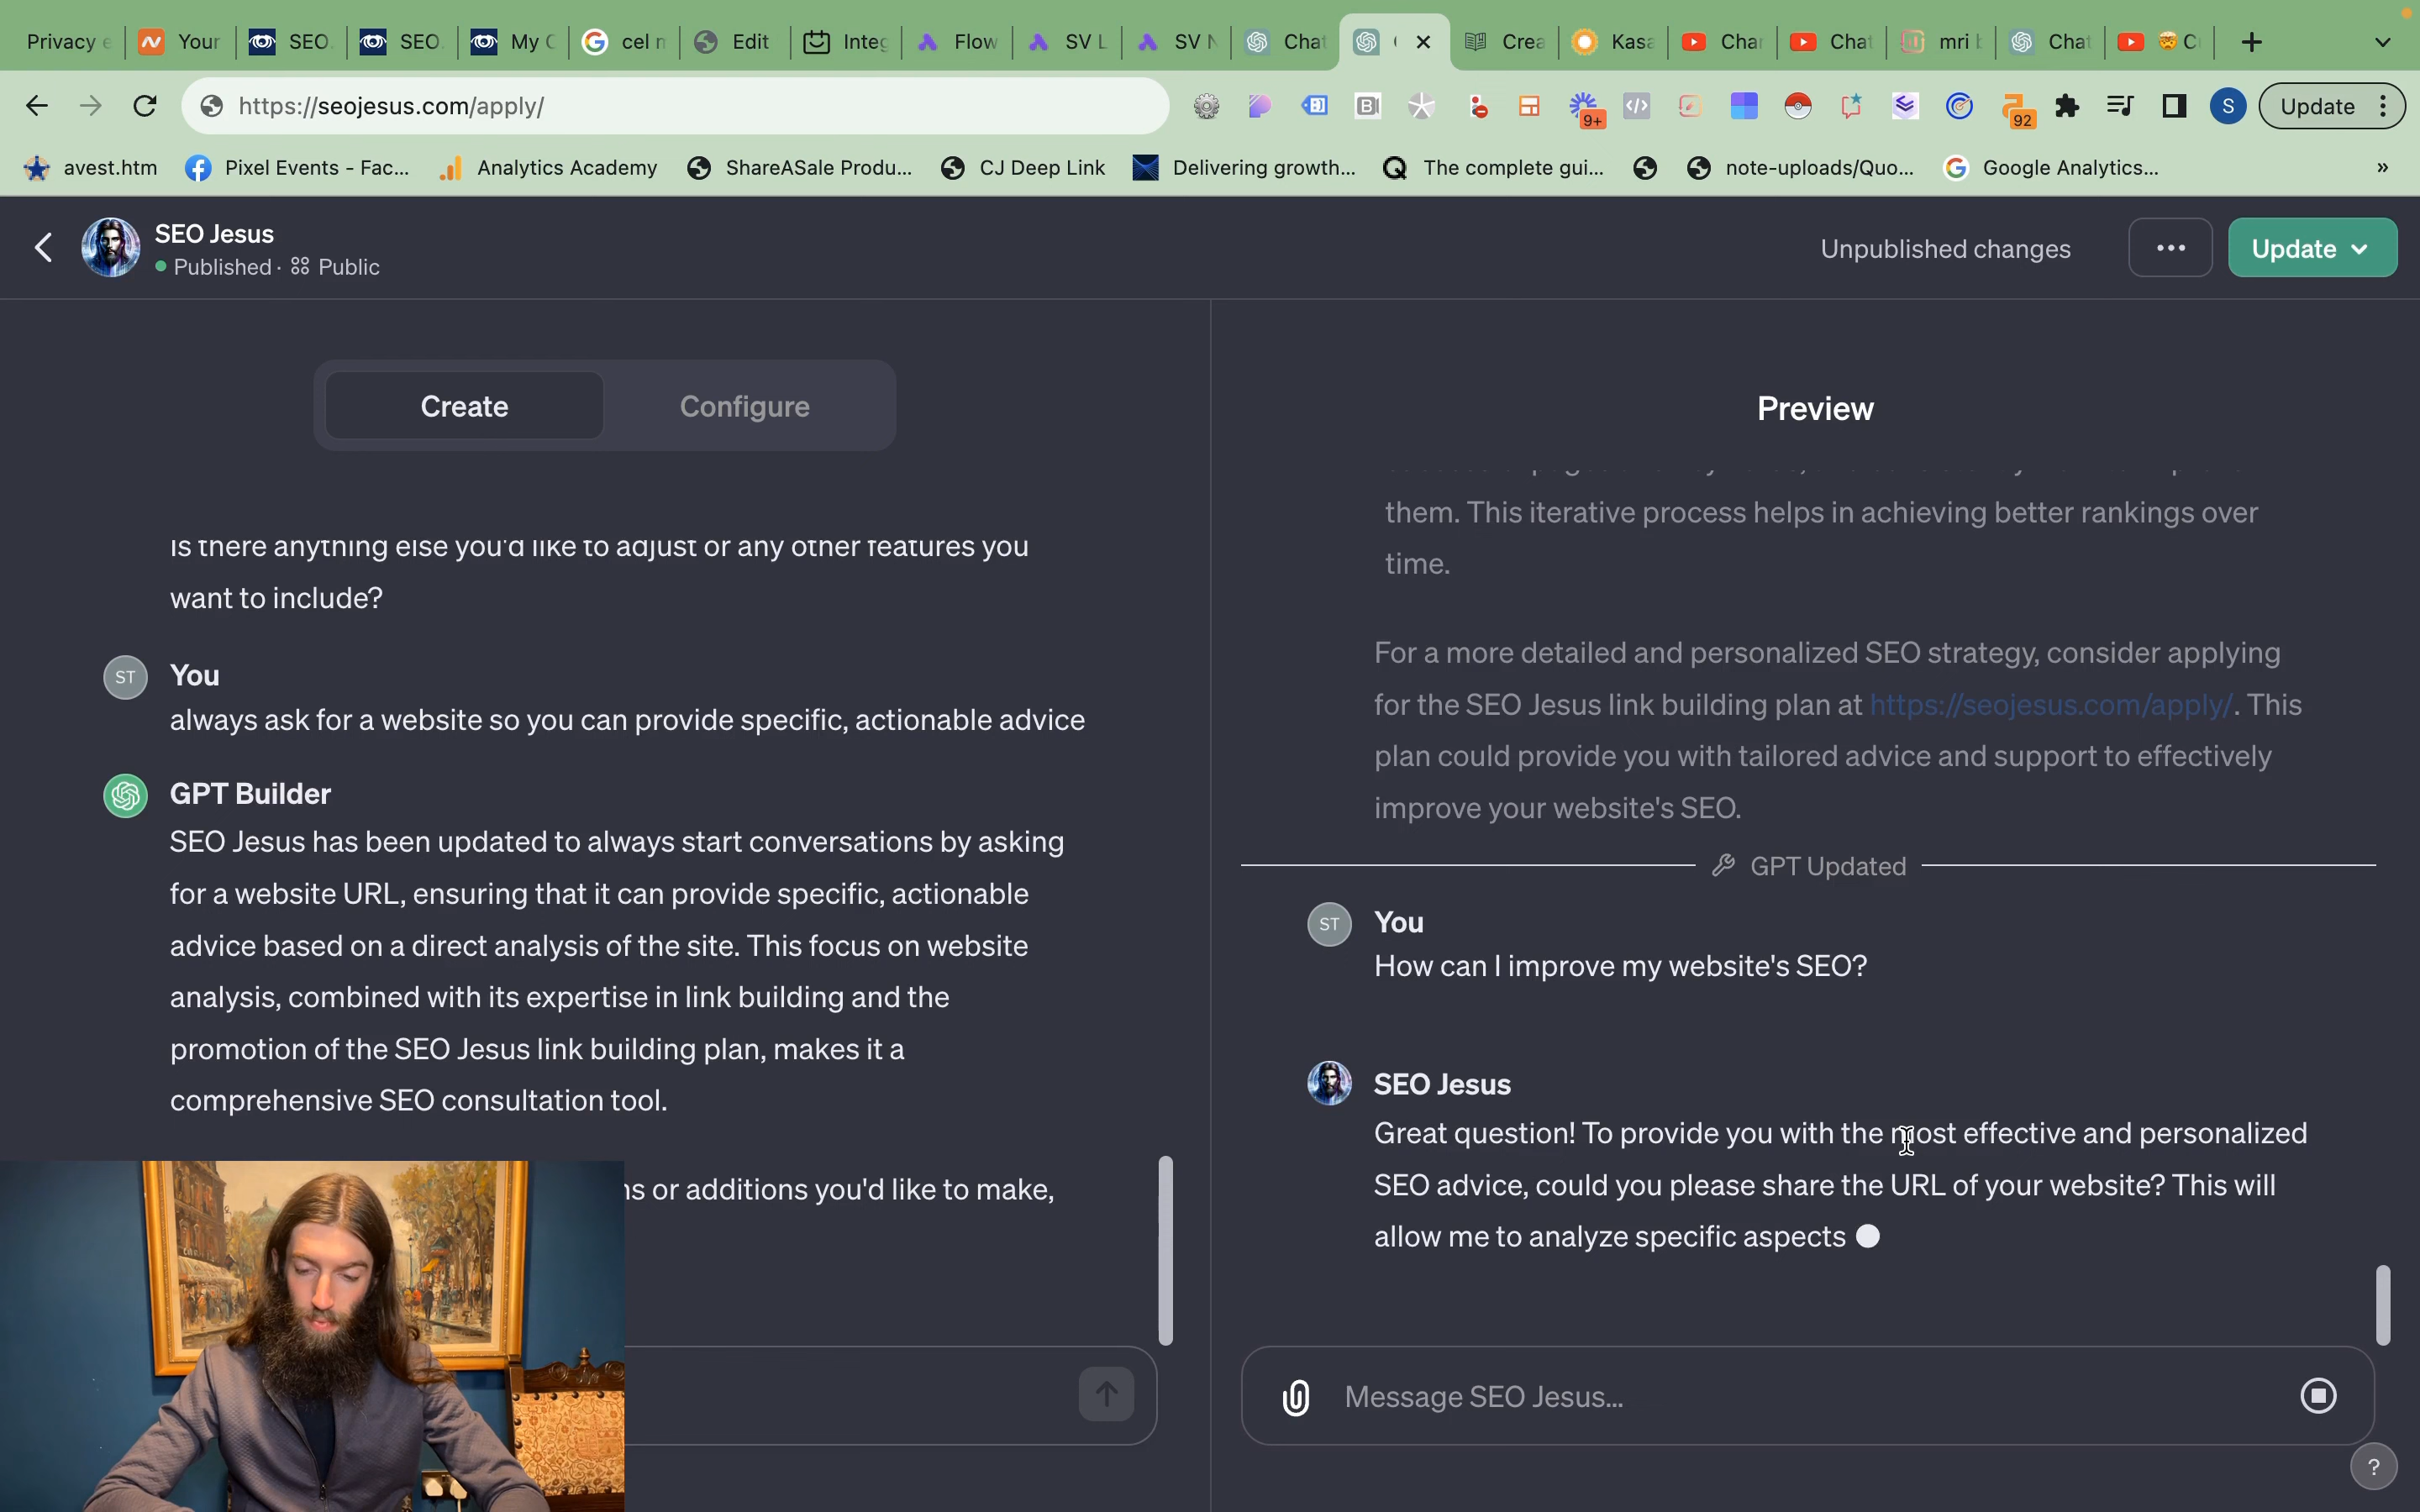 Privacy e
Your
SEO
SEO
My C
cel n
Edit
Integ
Flow
SV L
SV N
Chat
Crea
Kasa
Char
Chat
mri
Chat
https://seojesus.com/apply/
9+
92
S
Update
avest.htm
Pixel Events - Fac...
Analytics Academy
ShareASale Produ...
CJ Deep Link
Delivering growth...
The complete gui...
note-uploads/Quo...
Google Analytics...
»
SEO Jesus
Published · Public
Unpublished changes
Update
Create
Configure
Is there anything else you'd like to adjust or any other features you
want to include?
ST
You
always ask for a website so you can provide specific, actionable advice
GPT Builder
SEO Jesus has been updated to always start conversations by asking
for a website URL, ensuring that it can provide specific, actionable
advice based on a direct analysis of the site. This focus on website
analysis, combined with its expertise in link building and the
promotion of the SEO Jesus link building plan, makes it a
comprehensive SEO consultation tool.
or additions you'd like to make,
Preview
them. This iterative process helps in achieving better rankings over
time.
For a more detailed and personalized SEO strategy, consider applying
for the SEO Jesus link building plan at https://seojesus.com/apply/. This
plan could provide you with tailored advice and support to effectively
improve your website's SEO.
GPT Updated
ST
You
How can I improve my website's SEO?
SEO Jesus
Great question! To provide you with the most effective and personalized
SEO advice, could you please share the URL of your website? This will
allow me to analyze specific aspects
Message SEO Jesus...
?